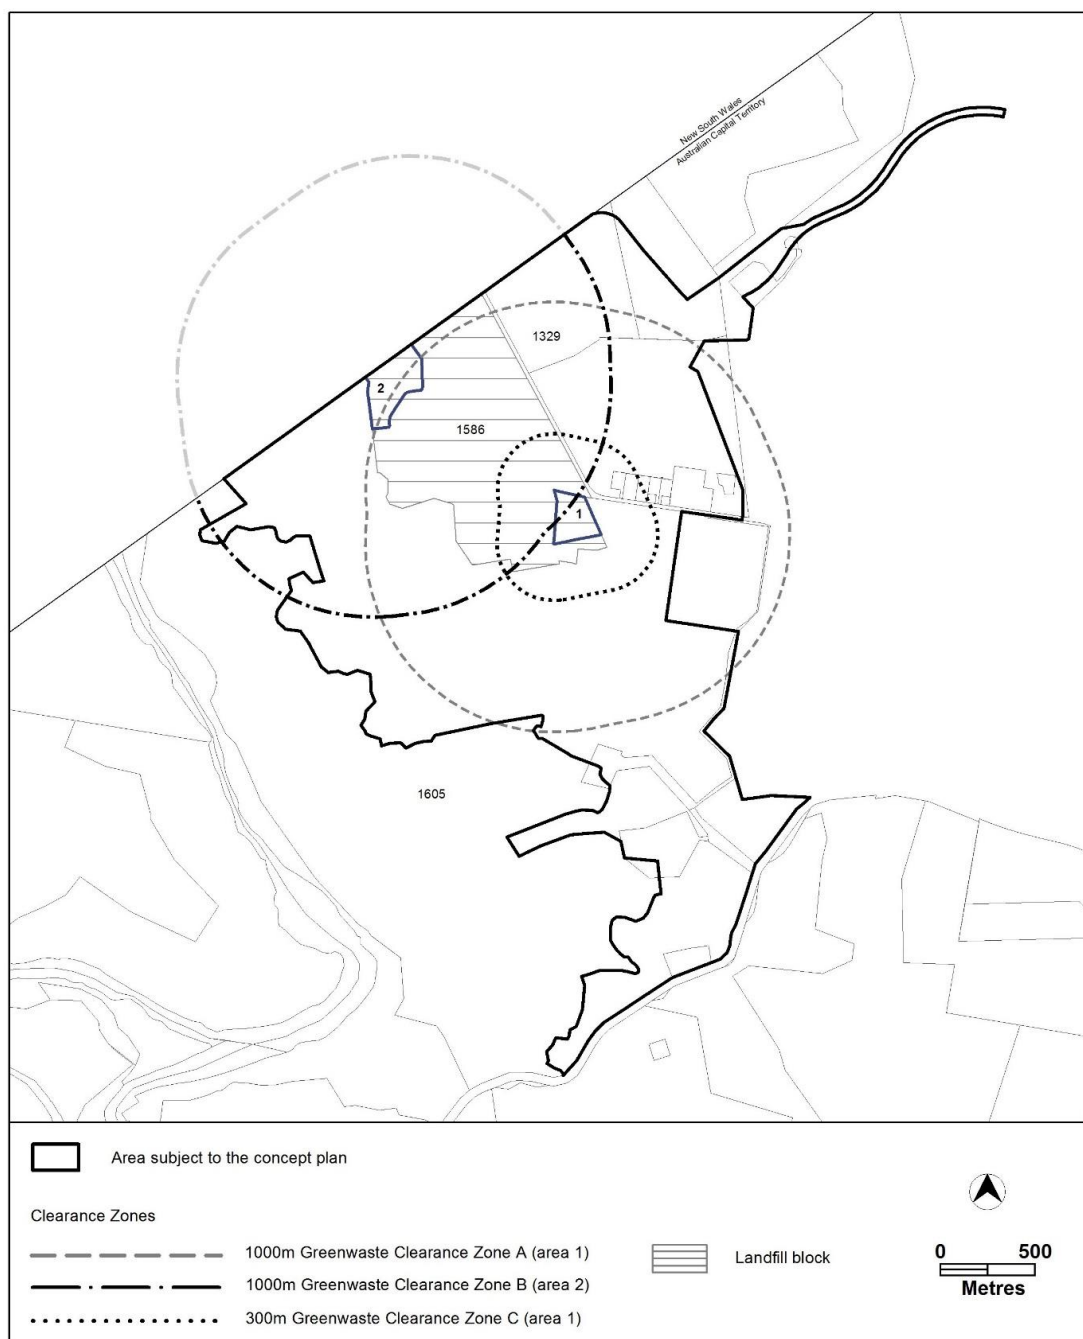 New South Wales
Australian Capital Territory
1329
2
1586
1
1605
Area subject to the concept plan
Clearance Zones
1000m Greenwaste Clearance Zone A (area 1)
1000m Greenwaste Clearance Zone B (area 2)
300m Greenwaste Clearance Zone C (area 1)
Landfill block
0 500
Metres